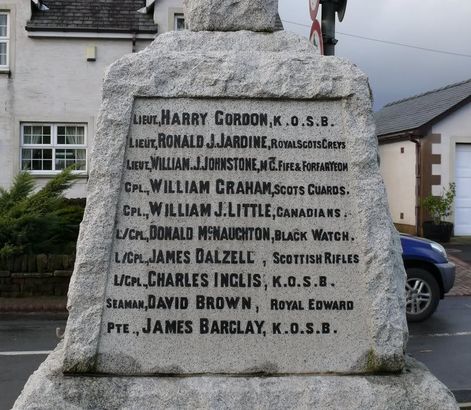 LIEUT, HARRY GORDON, K.O.S.B.
LIEUT, RONALD J. JARDINE, ROYAL SCOTS GREYS
LIEUT, WILLIAM J. JOHNSTONE, M.C. FIFE & FORFAR YEOM
CPL., WILLIAM GRAHAM, SCOTS GUARDS.
CPL., WILLIAM J. LITTLE, CANADIANS.
L/CPL, DONALD McNAUGHTON, BLACK WATCH.
L/CPL, JAMES DALZELL, SCOTTISH RIFLES
L/CPL, CHARLES INGLIS, K.O.S.B.
SEAMAN, DAVID BROWN, ROYAL EDWARD
PTE., JAMES BARCLAY, K.O.S.B.